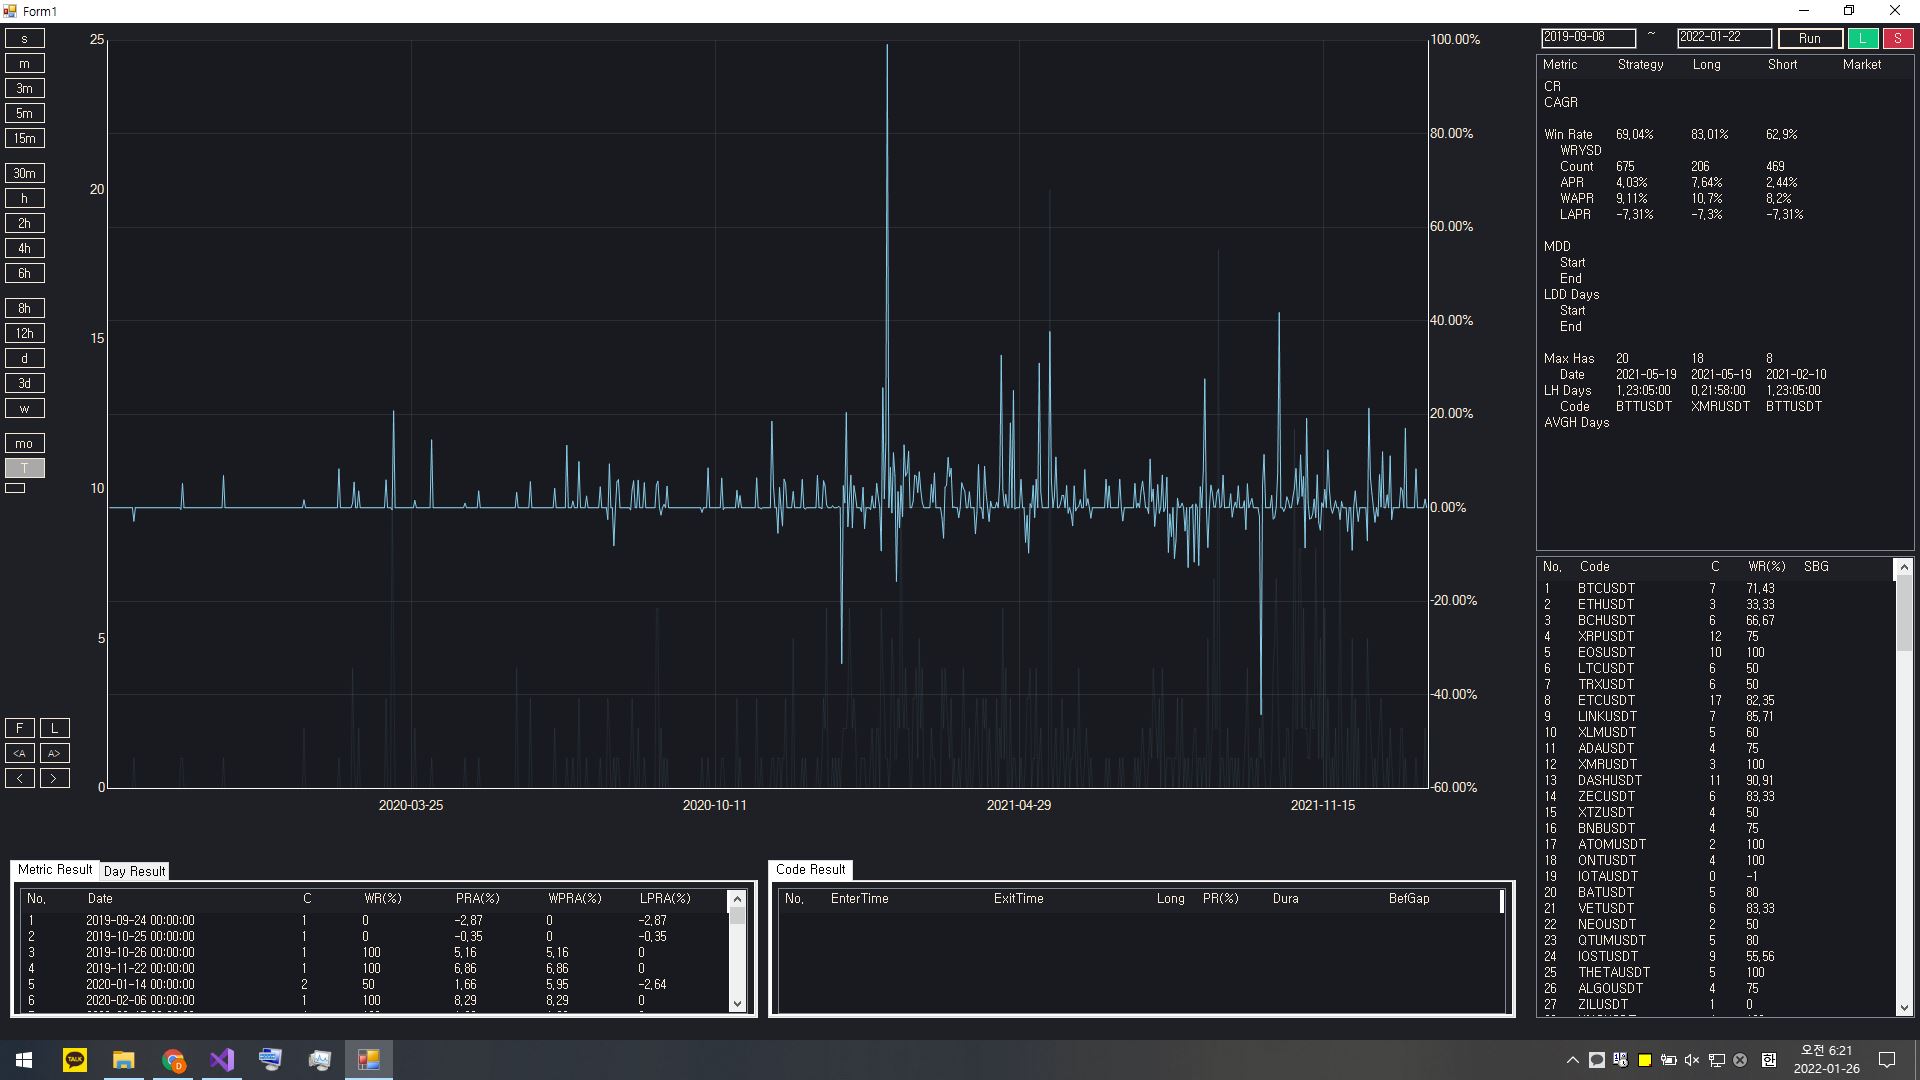 Form1
s
m
3m
5m
15m
30m
h
2h
4h
6h
8h
12h
d
3d
w
mo
T
F L
<A A>
< >
25
20
15
10
5
0
100.00%
80.00%
60.00%
40.00%
20.00%
0.00%
-20.00%
-40.00%
-60.00%
2020-03-25 2020-10-11 2021-04-29 2021-11-15
2019-09-08 ~ 2022-01-22 Run L S
Metric Strategy Long Short Market
CR
CAGR
Win Rate 69.04% 83.01% 62.9%
WRYSD
Count 675 206 469
APR 4.03% 7.64% 2.44%
WAPR 9.11% 10.7% 8.2%
LAPR -7.31% -7.3% -7.31%
MDD
Start
End
LDD Days
Start
End
Max Has 20 18 8
Date 2021-05-19 2021-05-19 2021-02-10
LH Days 1.23:05:00 0.21:58:00 1.23:05:00
Code BTTUSDT XMRUSDT BTTUSDT
AVGH Days
No. Code C WR(%) SBG
1 BTCUSDT 7 71.43
2 ETHUSDT 3 33.33
3 BCHUSDT 6 66.67
4 XRPUSDT 12 75
5 EOSUSDT 10 100
6 LTCUSDT 6 50
7 TRXUSDT 6 50
8 ETCUSDT 17 82.35
9 LINKUSDT 7 85.71
10 XLMUSDT 5 60
11 ADAUSDT 4 75
12 XMRUSDT 3 100
13 DASHUSDT 11 90.91
14 ZECUSDT 6 83.33
15 XTZUSDT 4 50
16 BNBUSDT 4 75
17 ATOMUSDT 2 100
18 ONTUSDT 4 100
19 IOTAUSDT 0 -1
20 BATUSDT 5 80
21 VETUSDT 6 83.33
22 NEOUSDT 2 50
23 QTUMUSDT 5 80
24 IOSTUSDT 9 55.56
25 THETAUSDT 5 100
26 ALGOUSDT 4 75
27 ZILUSDT 1 0
Metric Result Day Result
No. Date C WR(%) PRA(%) WPRA(%) LPRA(%)
1 2019-09-24 00:00:00 1 0 -2.87 0 -2.87
2 2019-10-25 00:00:00 1 0 -0.35 0 -0.35
3 2019-10-26 00:00:00 1 100 5.16 5.16 0
4 2019-11-22 00:00:00 1 100 6.86 6.86 0
5 2020-01-14 00:00:00 2 50 1.66 5.95 -2.64
6 2020-02-06 00:00:00 1 100 8.29 8.29 0
Code Result
No. EnterTime ExitTime Long PR(%) Dura BefGap
TALK
한
오전 6:21
2022-01-26